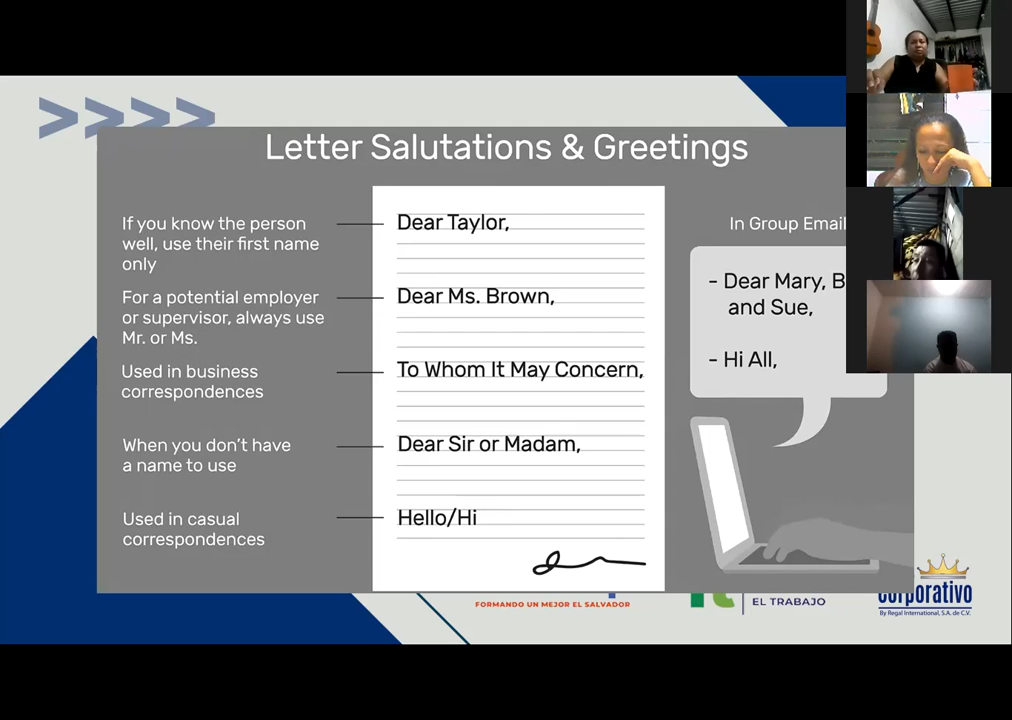 Letter Salutations & Greetings
If you know the person
well, use their first name
only
Dear Taylor,
For a potential employer
or supervisor, always use
Mr. or Ms.
Dear Ms. Brown,
Used in business
correspondences
To Whom It May Concern,
When you don't have
a name to use
Dear Sir or Madam,
Used in casual
correspondences
Hello/Hi
In Group Email
- Dear Mary, B
and Sue,
- Hi All,
FORMANDO UN MEJOR EL SALVADOR
EL TRABAJO
corporativo
By Regal International, S.A. de C.V.